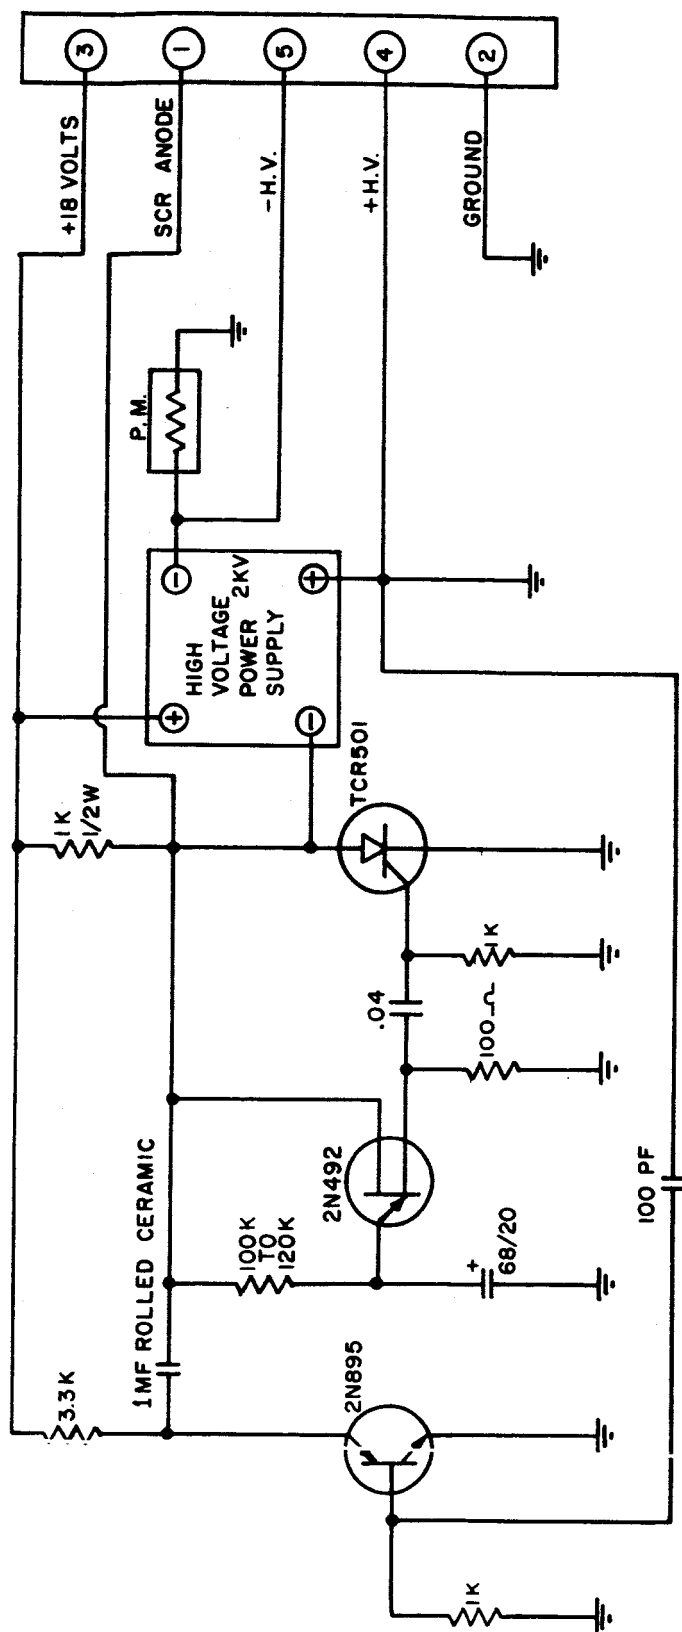 3
1
5
4
2
+18 VOLTS
SCR ANODE
-H.V.
+H.V.
GROUND
P.M.
HIGH
VOLTAGE 2KV
POWER
SUPPLY
-
+
+
-
1K
1/2W
TCR501
1K
.04
100Ω
2N492
1MF ROLLED CERAMIC
100K
TO
120K
+
68/20
100 PF
3.3K
2N895
1K